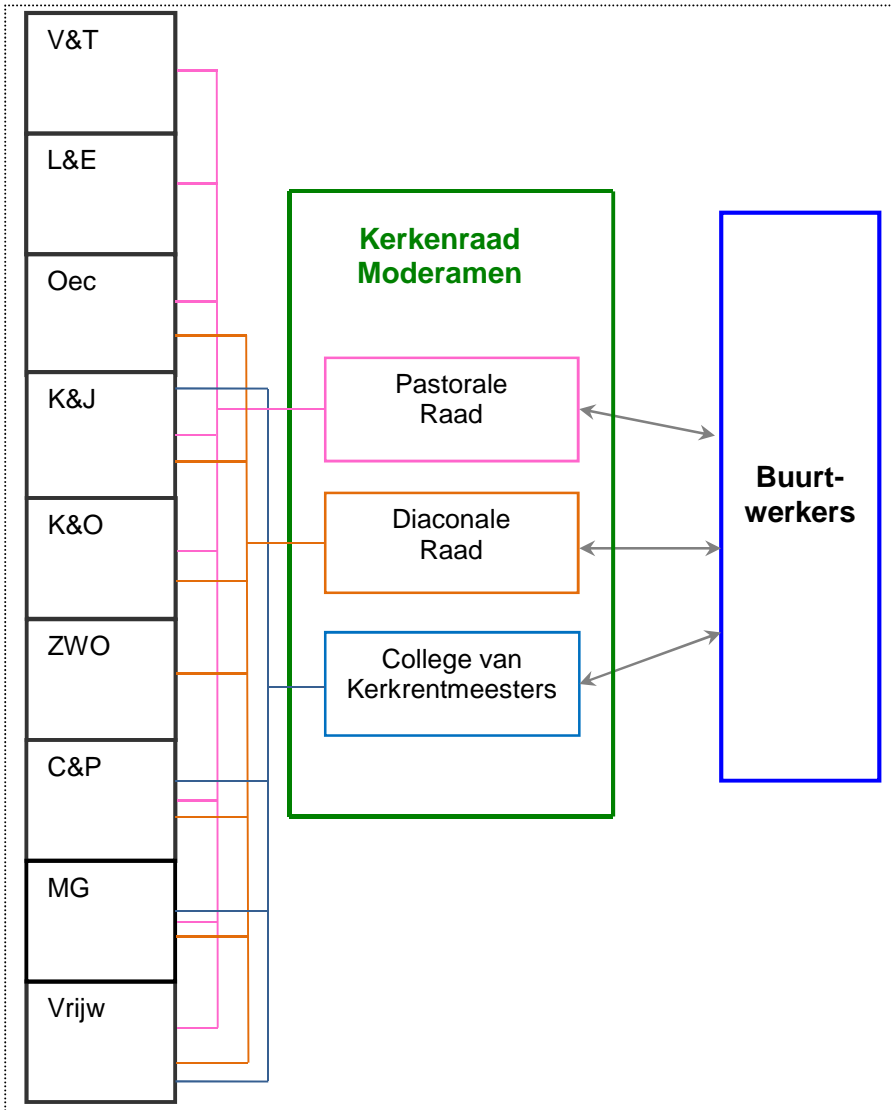 V&T
L&E
Oec
K&J
K&O
ZWO
C&P
MG
Vrijw
Kerkenraad
Moderamen
Pastorale
Raad
Diaconale
Raad
College van
Kerkrentmeesters
Buurt-
werkers